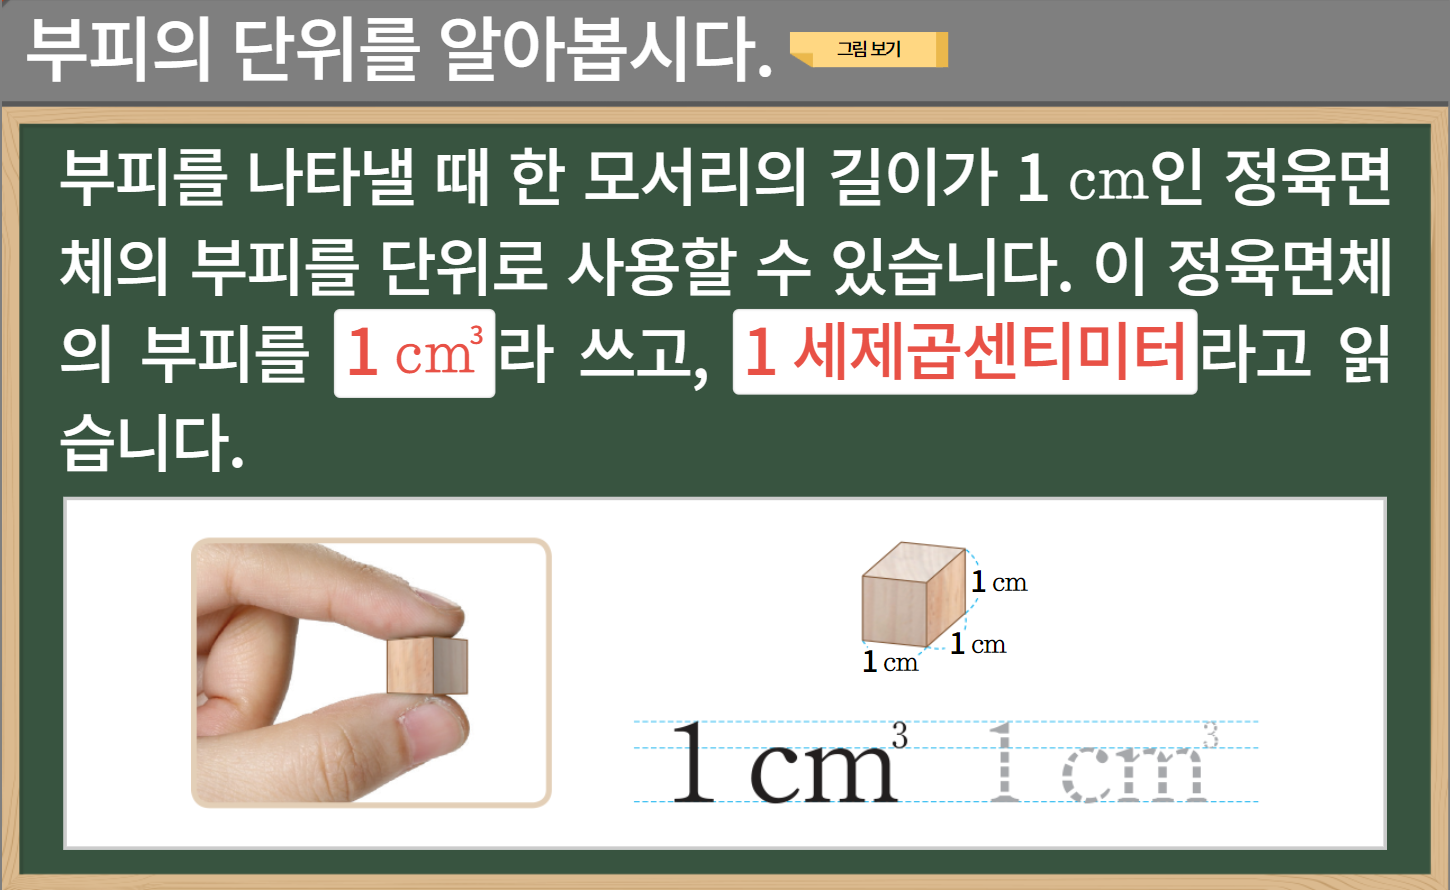 부피의 단위를 알아봅시다.
그림 보기
부피를 나타낼 때 한 모서리의 길이가 1 cm인 정육면
체의 부피를 단위로 사용할 수 있습니다. 이 정육면체
의 부피를 1 cm³라 쓰고, 1 세제곱센티미터라고 읽
습니다.
1 cm
1 cm
1 cm
1 cm³ 1 cm³